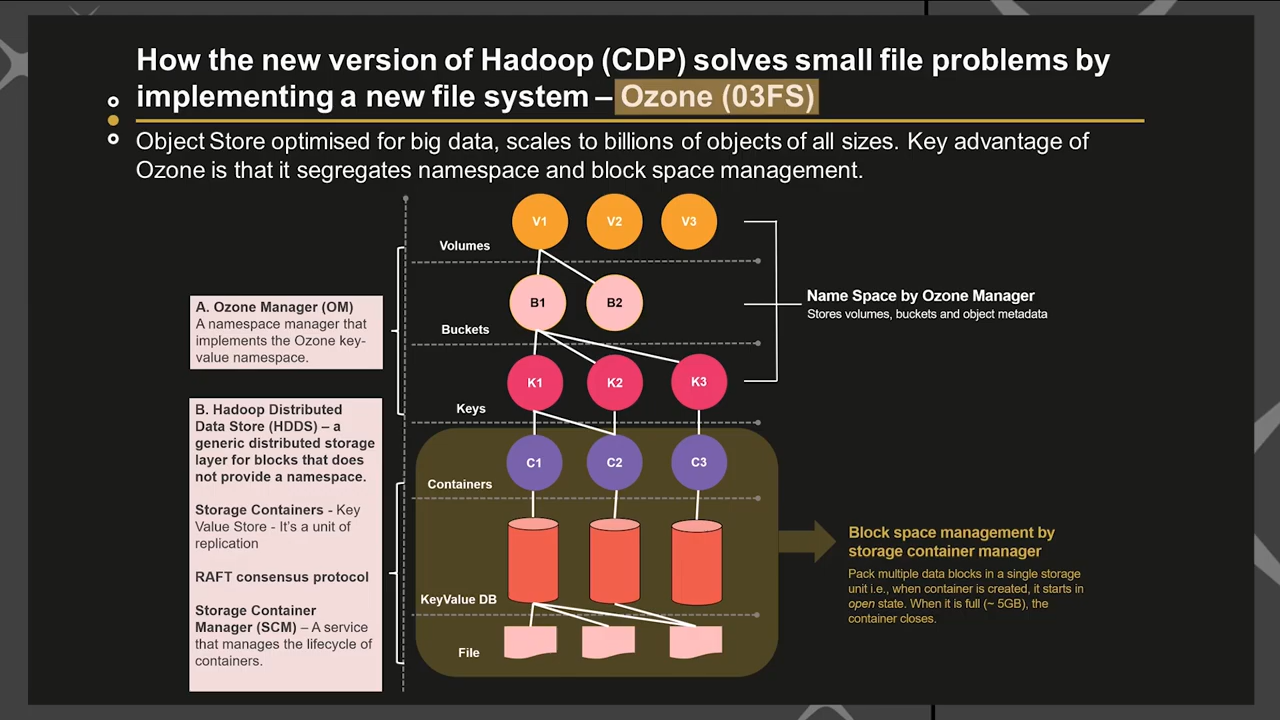 How the new version of Hadoop (CDP) solves small file problems by
implementing a new file system – Ozone (03FS)
Object Store optimised for big data, scales to billions of objects of all sizes. Key advantage of
Ozone is that it segregates namespace and block space management.
V1 V2 V3
Volumes
B1 B2
Buckets
K1 K2 K3
Keys
C1 C2 C3
Containers
KeyValue DB
File
A. Ozone Manager (OM)
A namespace manager that
implements the Ozone key-
value namespace.
B. Hadoop Distributed
Data Store (HDDS) – a
generic distributed storage
layer for blocks that does
not provide a namespace.
Storage Containers - Key
Value Store - It's a unit of
replication
RAFT consensus protocol
Storage Container
Manager (SCM) – A service
that manages the lifecycle of
containers.
Name Space by Ozone Manager
Stores volumes, buckets and object metadata
Block space management by
storage container manager
Pack multiple data blocks in a single storage
unit i.e., when container is created, it starts in
open state. When it is full (~ 5GB), the
container closes.